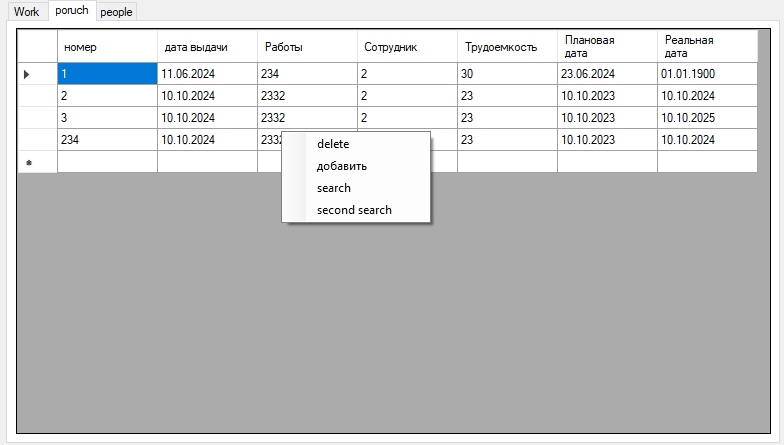 Work poruch people
номер дата выдачи Работы Сотрудник Трудоемкость Плановая дата Реальная дата
1 11.06.2024 234 2 30 23.06.2024 01.01.1900
2 10.10.2024 2332 2 23 10.10.2023 10.10.2024
3 10.10.2024 2332 2 23 10.10.2023 10.10.2025
234 10.10.2024 2332 23 10.10.2023 10.10.2024
delete
добавить
search
second search